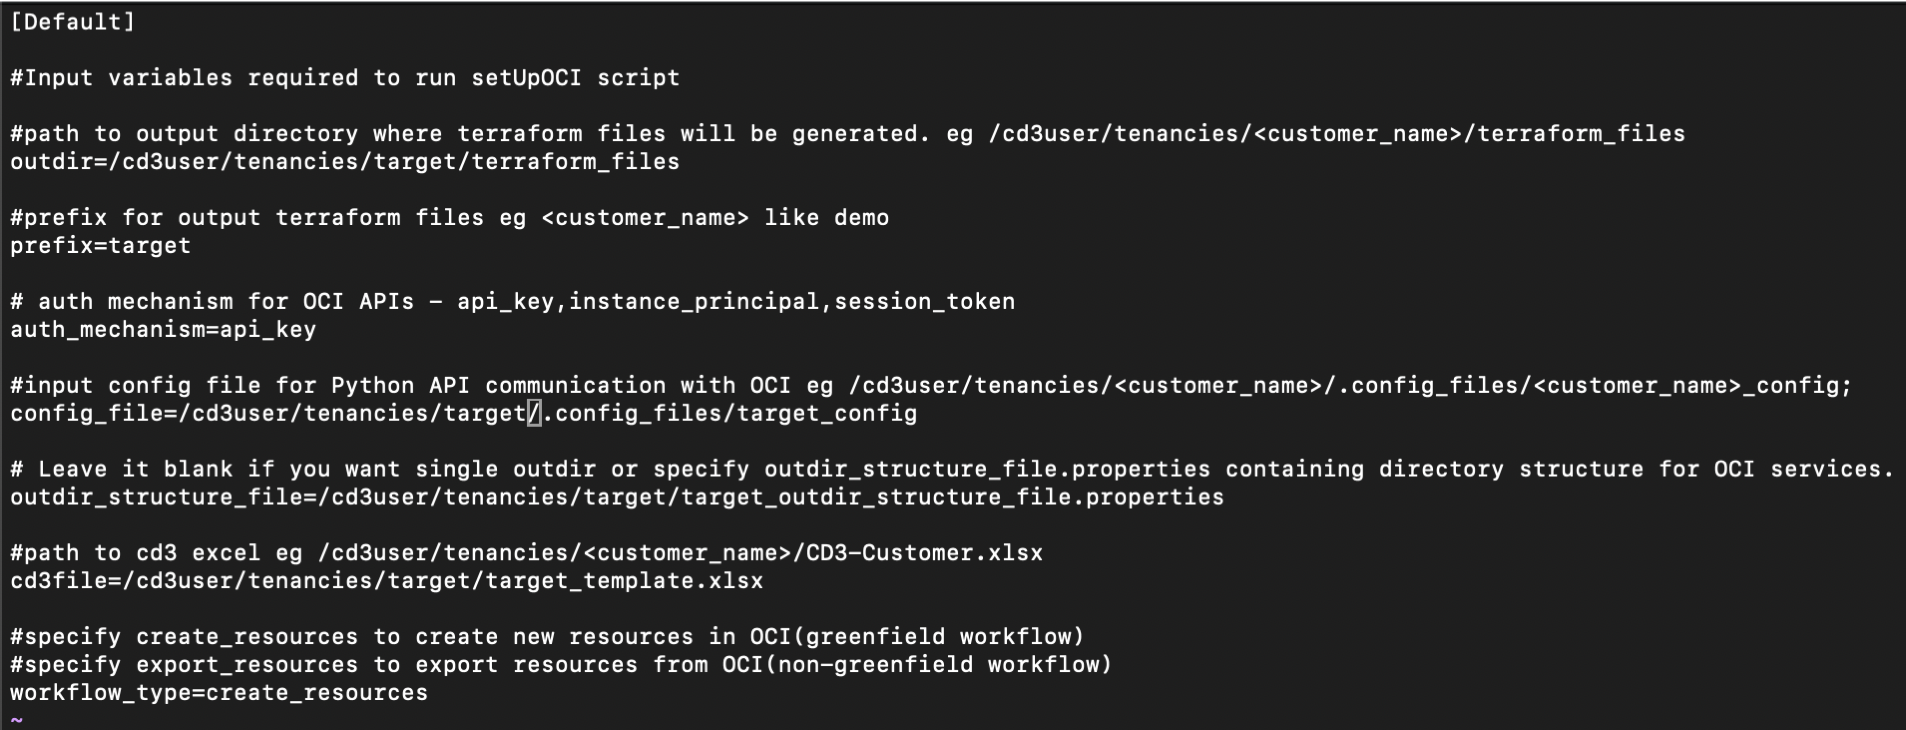 [Default]
#Input variables required to run setUpOCI script
#path to output directory where terraform files will be generated. eg /cd3user/tenancies/<customer_name>/terraform_files
outdir=/cd3user/tenancies/target/terraform_files
#prefix for output terraform files eg <customer_name> like demo
prefix=target
# auth mechanism for OCI APIs – api_key,instance_principal,session_token
auth_mechanism=api_key
#input config file for Python API communication with OCI eg /cd3user/tenancies/<customer_name>/.config_files/<customer_name>_config;
config_file=/cd3user/tenancies/target/.config_files/target_config
# Leave it blank if you want single outdir or specify outdir_structure_file.properties containing directory structure for OCI services.
outdir_structure_file=/cd3user/tenancies/target/target_outdir_structure_file.properties
#path to cd3 excel eg /cd3user/tenancies/<customer_name>/CD3-Customer.xlsx
cd3file=/cd3user/tenancies/target/target_template.xlsx
#specify create_resources to create new resources in OCI(greenfield workflow)
#specify export_resources to export resources from OCI(non-greenfield workflow)
workflow_type=create_resources
~